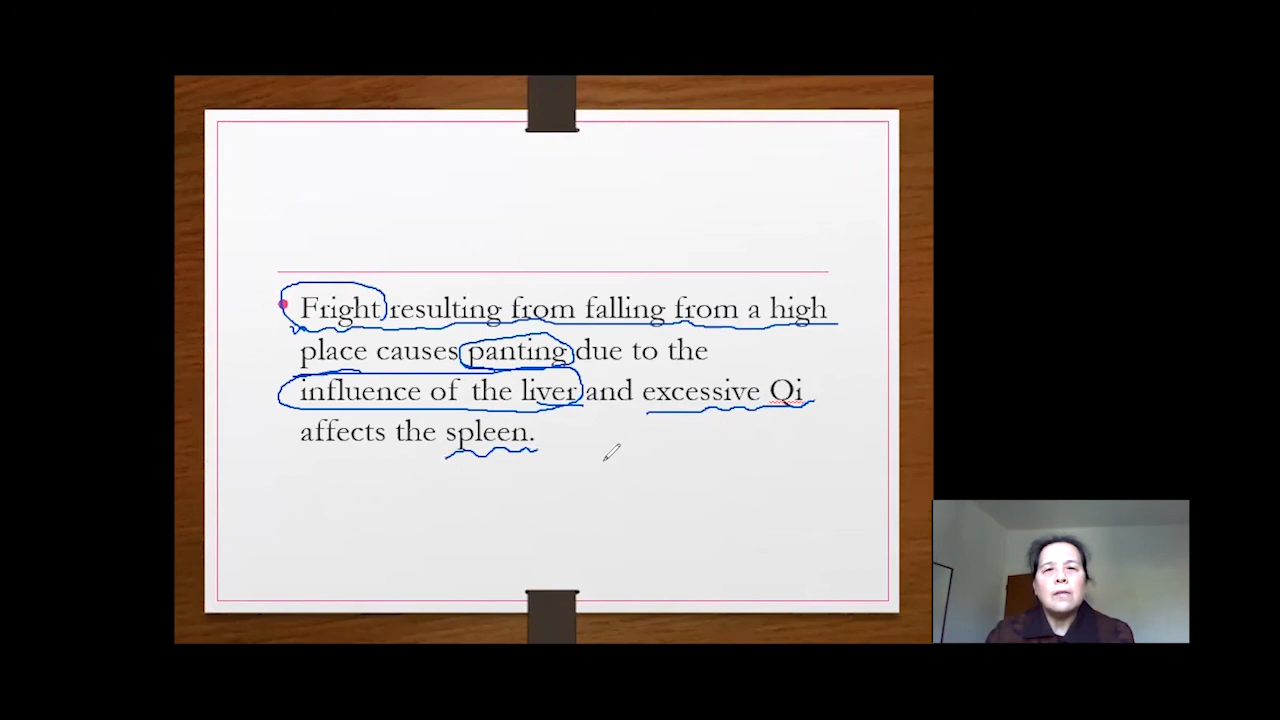 Fright resulting from falling from a high
place causes panting due to the
influence of the liver and excessive Qi
affects the spleen.